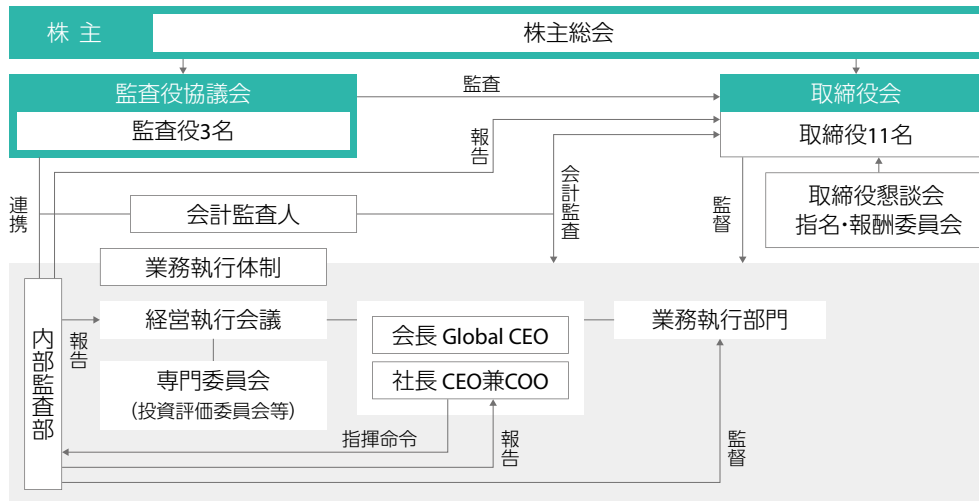 株 主
株主総会
監査役協議会
監査役3名
監査
取締役会
取締役11名
報告
連携
会計監査人
会計監査
監督
取締役懇談会
指名・報酬委員会
業務執行体制
内部監査部
報告
経営執行会議
会長 Global CEO
業務執行部門
専門委員会
（投資評価委員会等）
社長 CEO兼COO
指揮命令
報告
監督